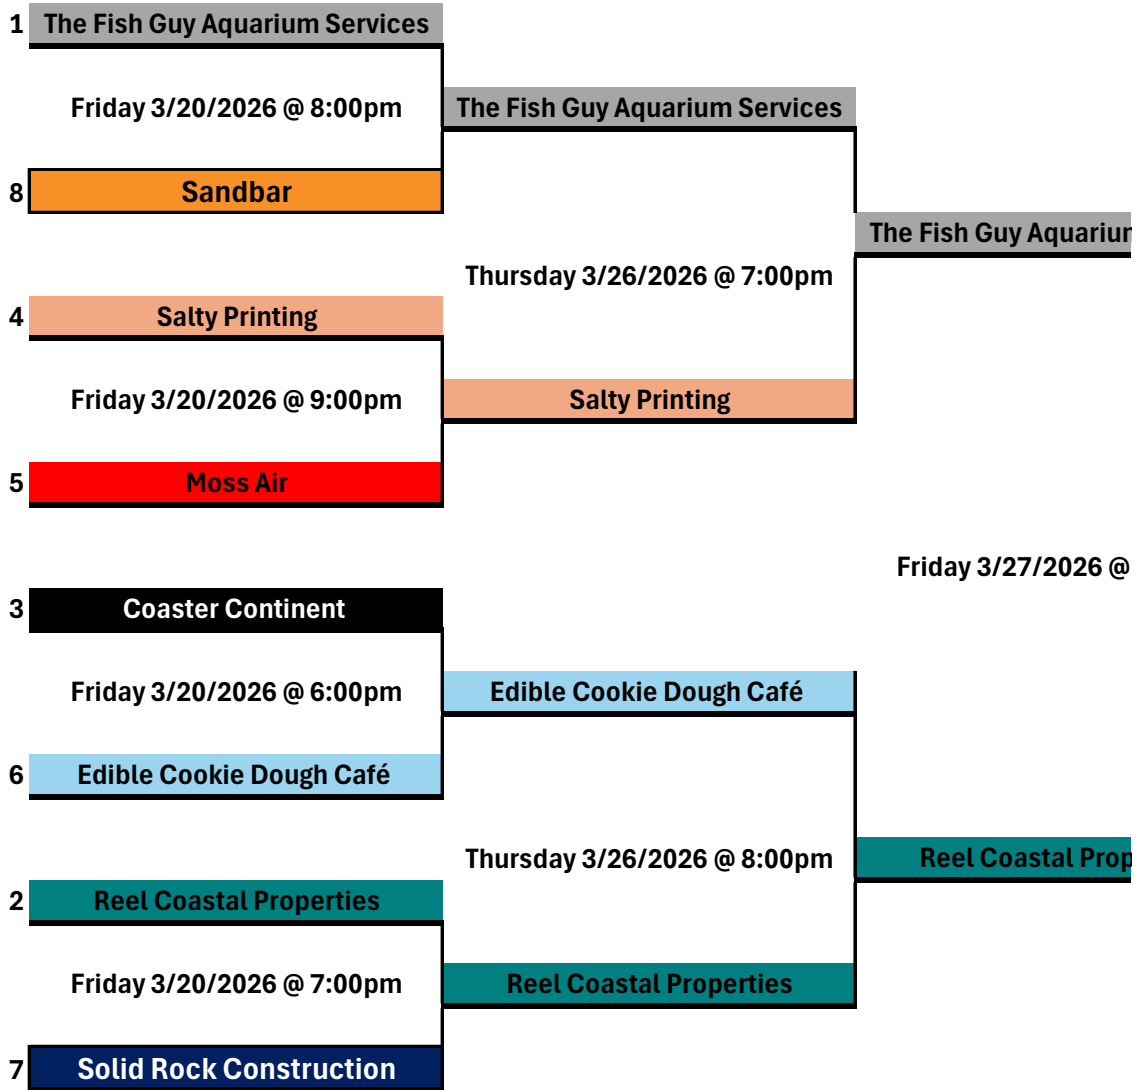 1 The Fish Guy Aquarium Services
Friday 3/20/2026 @ 8:00pm
The Fish Guy Aquarium Services
8 Sandbar
The Fish Guy
Thursday 3/26/2026 @ 7:00pm
4 Salty Printing
Friday 3/20/2026 @ 9:00pm
Salty Printing
5 Moss Air
Friday 3/27/2026 @
3 Coaster Continent
Friday 3/20/2026 @ 6:00pm
Edible Cookie Dough Café
6 Edible Cookie Dough Café
Thursday 3/26/2026 @ 8:00pm
Reel Coastal
2 Reel Coastal Properties
Friday 3/20/2026 @ 7:00pm
Reel Coastal Properties
7 Solid Rock Construction